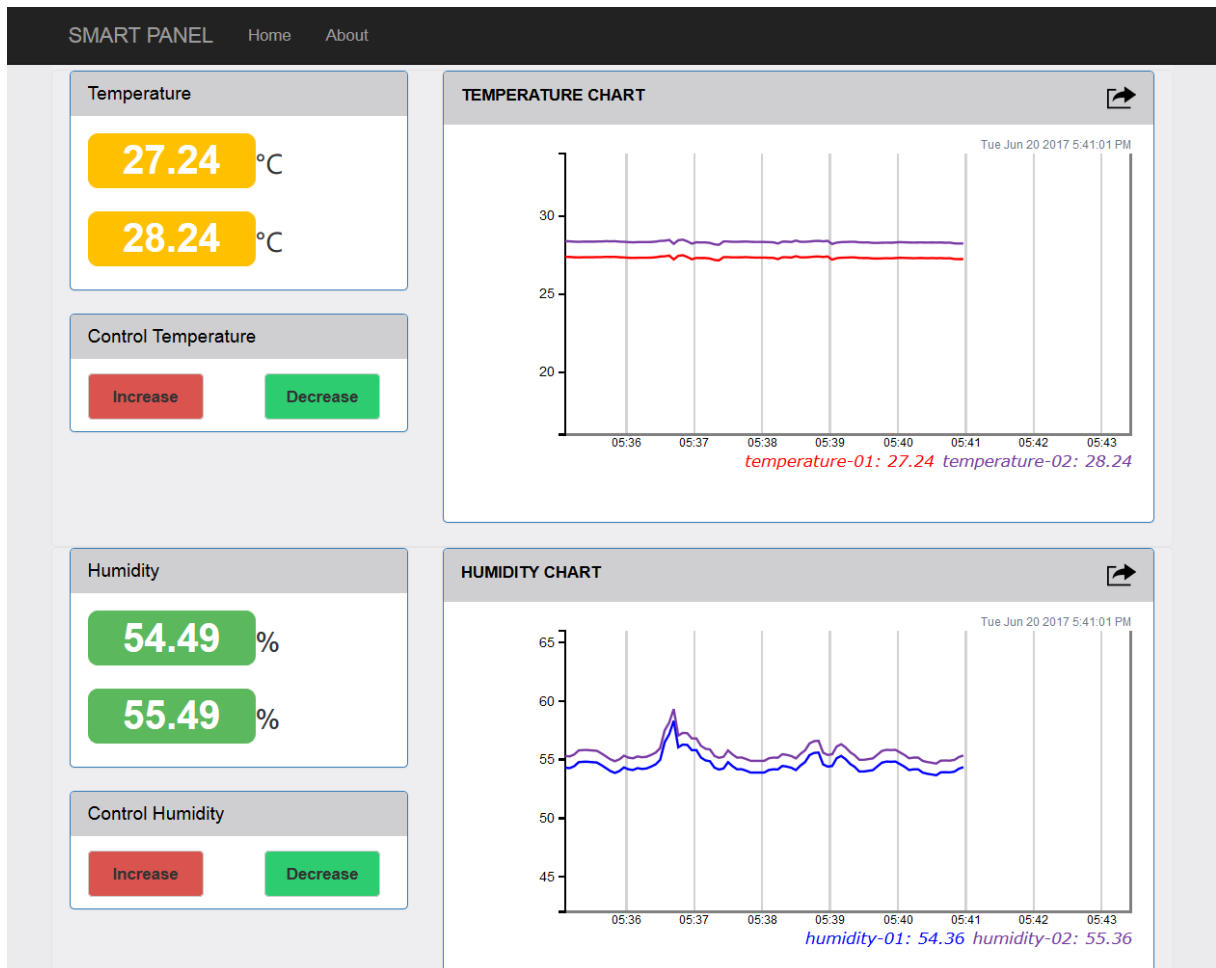 SMART PANEL Home About
Temperature
27.24 °C
28.24 °C
Control Temperature
Increase Decrease
TEMPERATURE CHART
Tue Jun 20 2017 5:41:01 PM
30
25
20
05:36 05:37 05:38 05:39 05:40 05:41 05:42 05:43
temperature-01: 27.24 temperature-02: 28.24
Humidity
54.49 %
55.49 %
Control Humidity
Increase Decrease
HUMIDITY CHART
Tue Jun 20 2017 5:41:01 PM
65
60
55
50
45
05:36 05:37 05:38 05:39 05:40 05:41 05:42 05:43
humidity-01: 54.36 humidity-02: 55.36